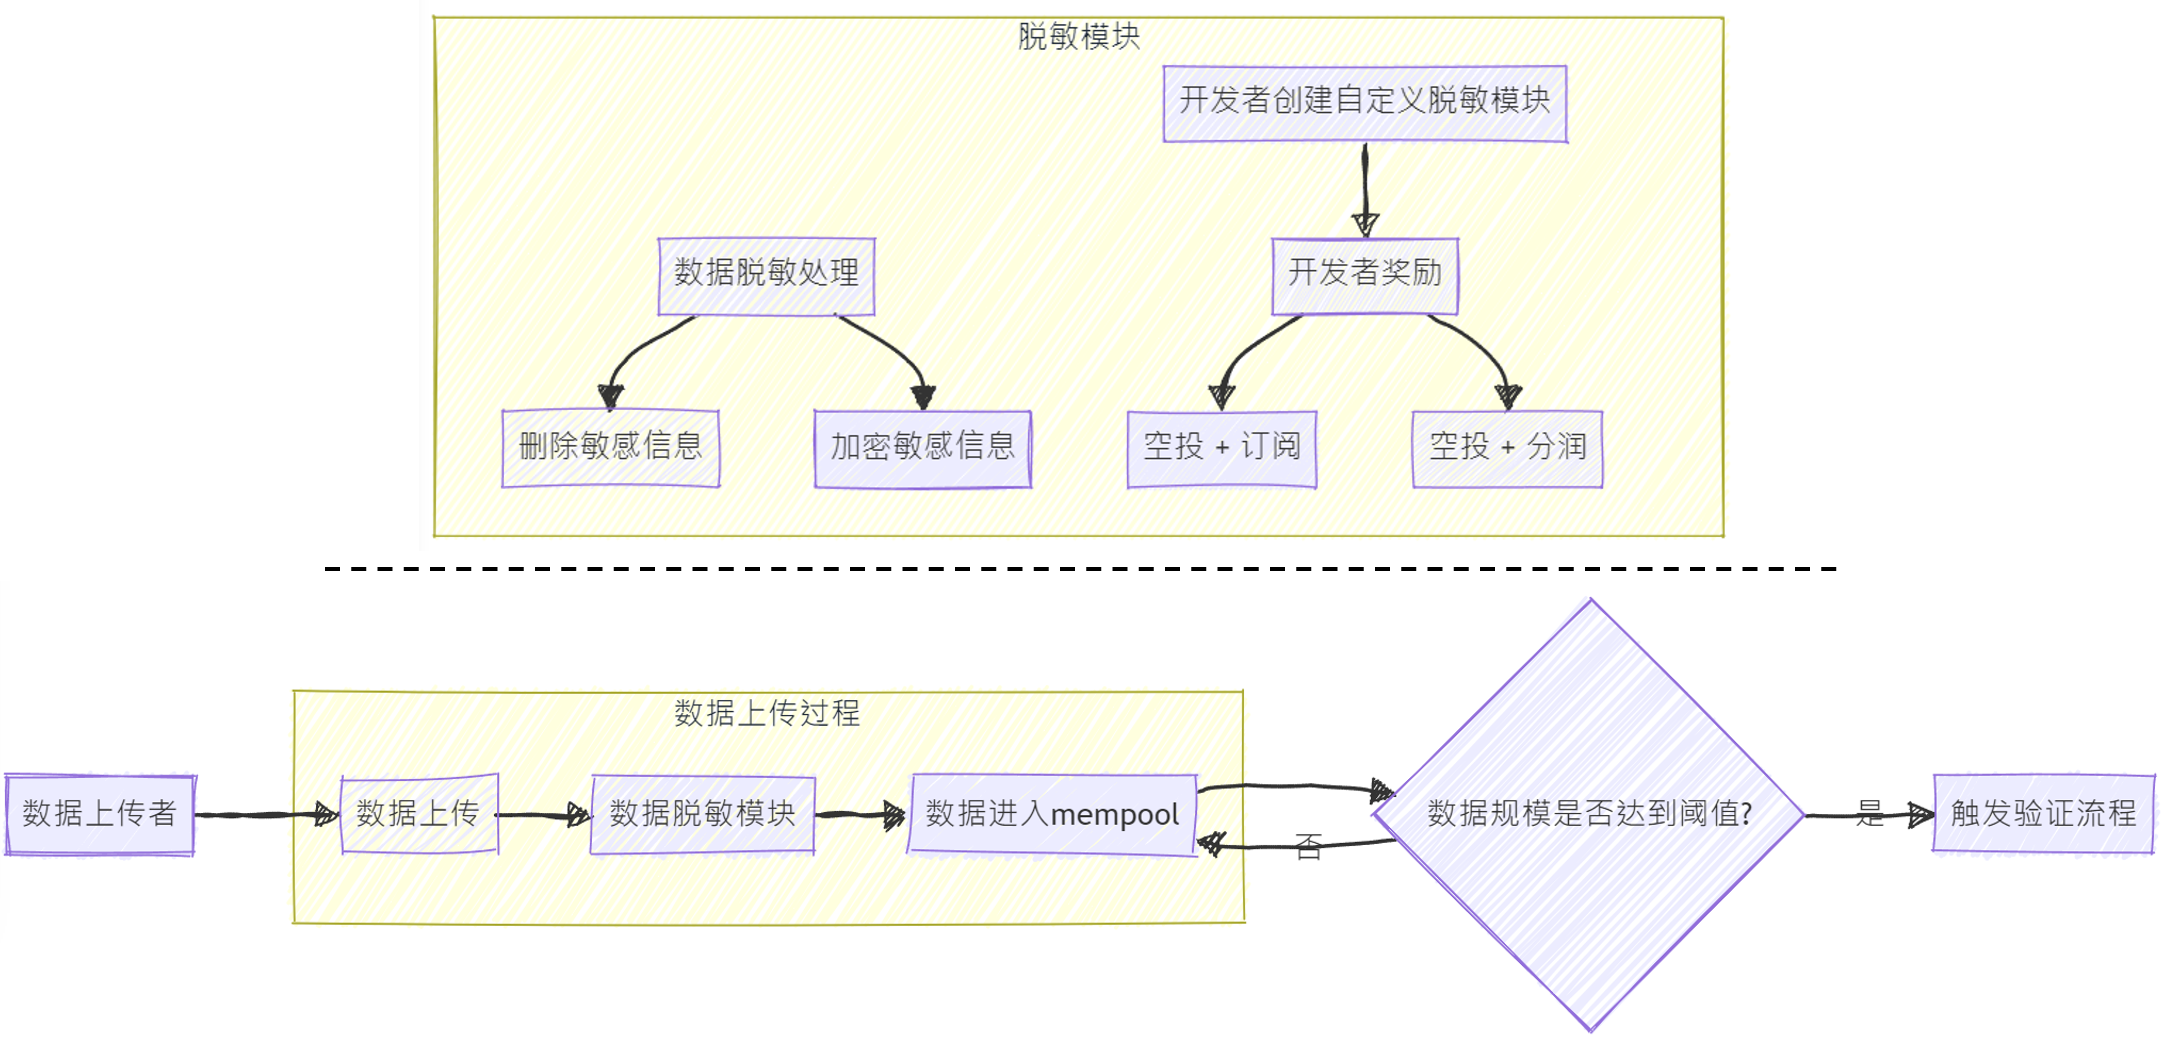 脱敏模块
开发者创建自定义脱敏模块
数据脱敏处理
开发者奖励
删除敏感信息
加密敏感信息
空投 + 订阅
空投 + 分润
数据上传过程
数据上传者
数据上传
数据脱敏模块
数据进入mempool
否
数据规模是否达到阈值?
是
触发验证流程